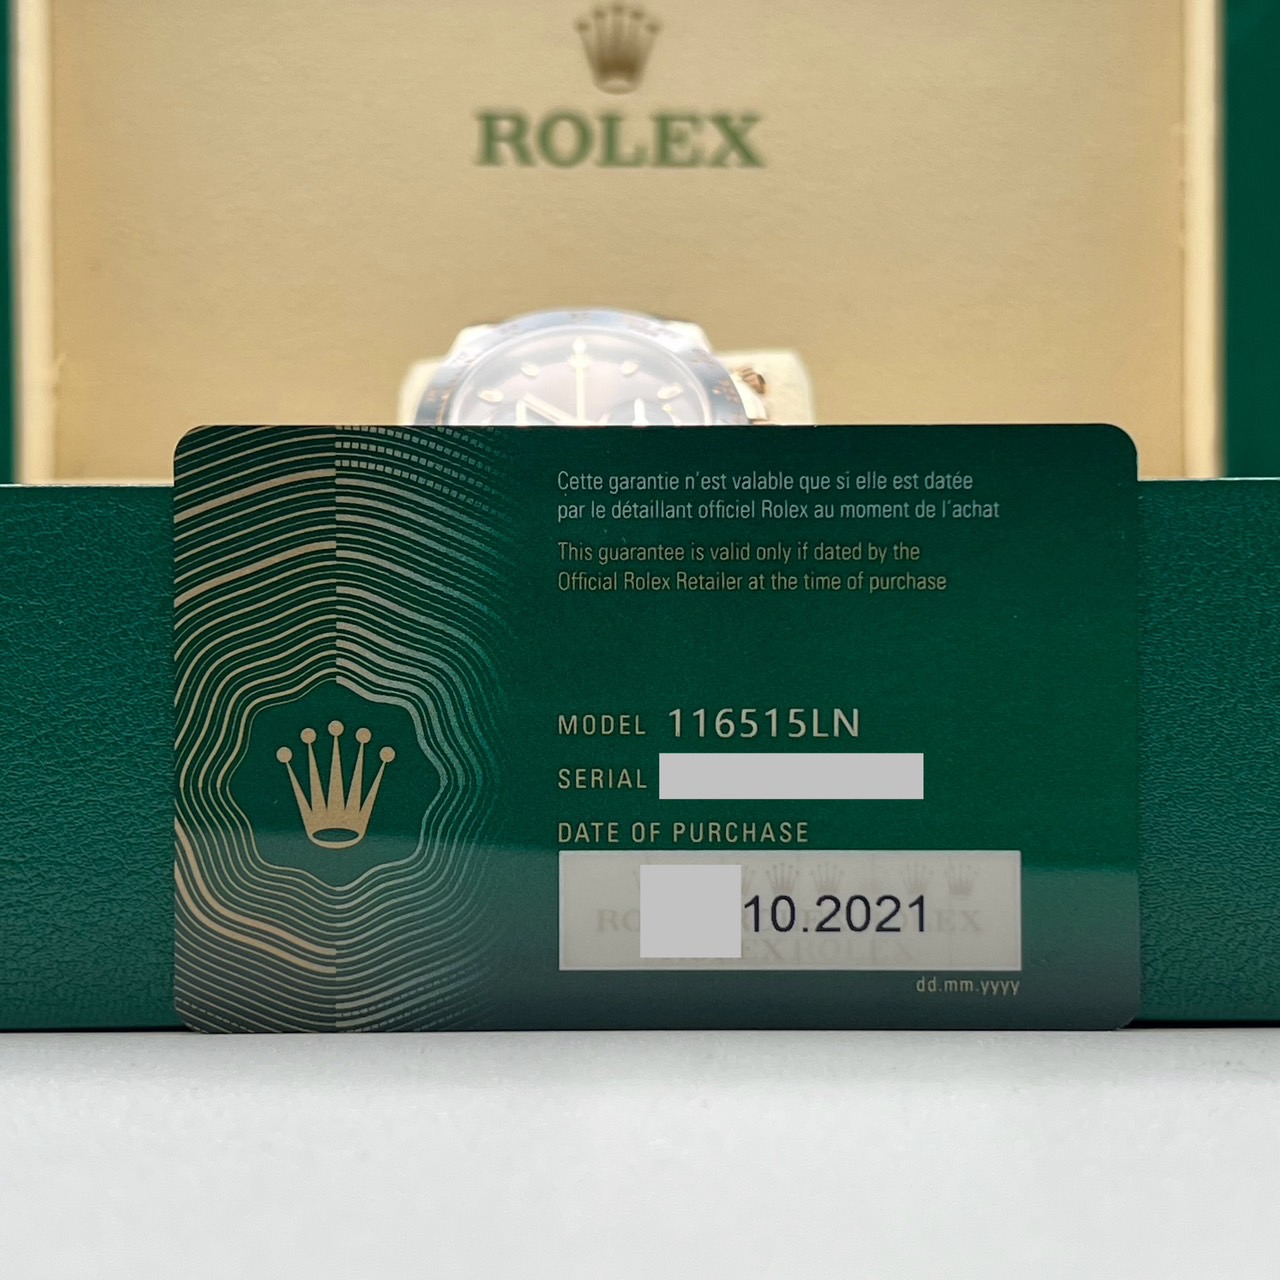 ROLEX
Cette garantie n'est valable que si elle est datée
par le détaillant officiel Rolex au moment de l'achat
This guarantee is valid only if dated by the
Official Rolex Retailer at the time of purchase
MODEL 116515LN
SERIAL
DATE OF PURCHASE
10.2021
dd.mm.yyyy